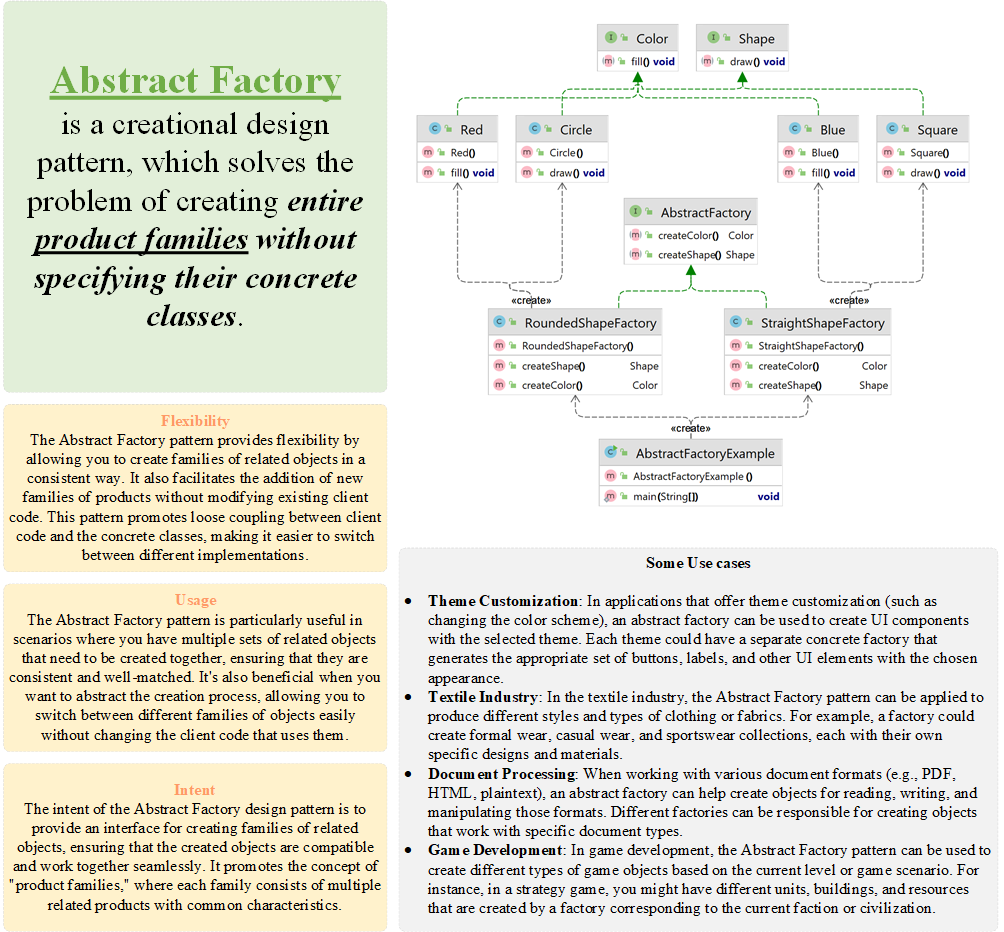 Abstract Factory
is a creational design
pattern, which solves the
problem of creating entire
product families without
specifying their concrete
classes.
Flexibility
The Abstract Factory pattern provides flexibility by
allowing you to create families of related objects in a
consistent way. It also facilitates the addition of new
families of products without modifying existing client
code. This pattern promotes loose coupling between client
code and the concrete classes, making it easier to switch
between different implementations.
Usage
The Abstract Factory pattern is particularly useful in
scenarios where you have multiple sets of related objects
that need to be created together, ensuring that they are
consistent and well-matched. It's also beneficial when you
want to abstract the creation process, allowing you to
switch between different families of objects easily
without changing the client code that uses them.
Intent
The intent of the Abstract Factory design pattern is to
provide an interface for creating families of related
objects, ensuring that the created objects are compatible
and work together seamlessly. It promotes the concept of
"product families," where each family consists of multiple
related products with common characteristics.
I Color
m fill() void
I Shape
m draw() void
C Red
m Red()
m fill() void
C Circle
m Circle()
m draw() void
C Blue
m Blue()
m fill() void
C Square
m Square()
m draw() void
I AbstractFactory
m createColor() Color
m createShape() Shape
«create»
«create»
C RoundedShapeFactory
m RoundedShapeFactory()
m createShape() Shape
m createColor() Color
C StraightShapeFactory
m StraightShapeFactory()
m createColor() Color
m createShape() Shape
«create»
C AbstractFactoryExample
m AbstractFactoryExample ()
m main(String[]) void
Some Use cases
• Theme Customization: In applications that offer theme customization (such as
changing the color scheme), an abstract factory can be used to create UI components
with the selected theme. Each theme could have a separate concrete factory that
generates the appropriate set of buttons, labels, and other UI elements with the chosen
appearance.
• Textile Industry: In the textile industry, the Abstract Factory pattern can be applied to
produce different styles and types of clothing or fabrics. For example, a factory could
create formal wear, casual wear, and sportswear collections, each with their own
specific designs and materials.
• Document Processing: When working with various document formats (e.g., PDF,
HTML, plaintext), an abstract factory can help create objects for reading, writing, and
manipulating those formats. Different factories can be responsible for creating objects
that work with specific document types.
• Game Development: In game development, the Abstract Factory pattern can be used to
create different types of game objects based on the current level or game scenario. For
instance, in a strategy game, you might have different units, buildings, and resources
that are created by a factory corresponding to the current faction or civilization.